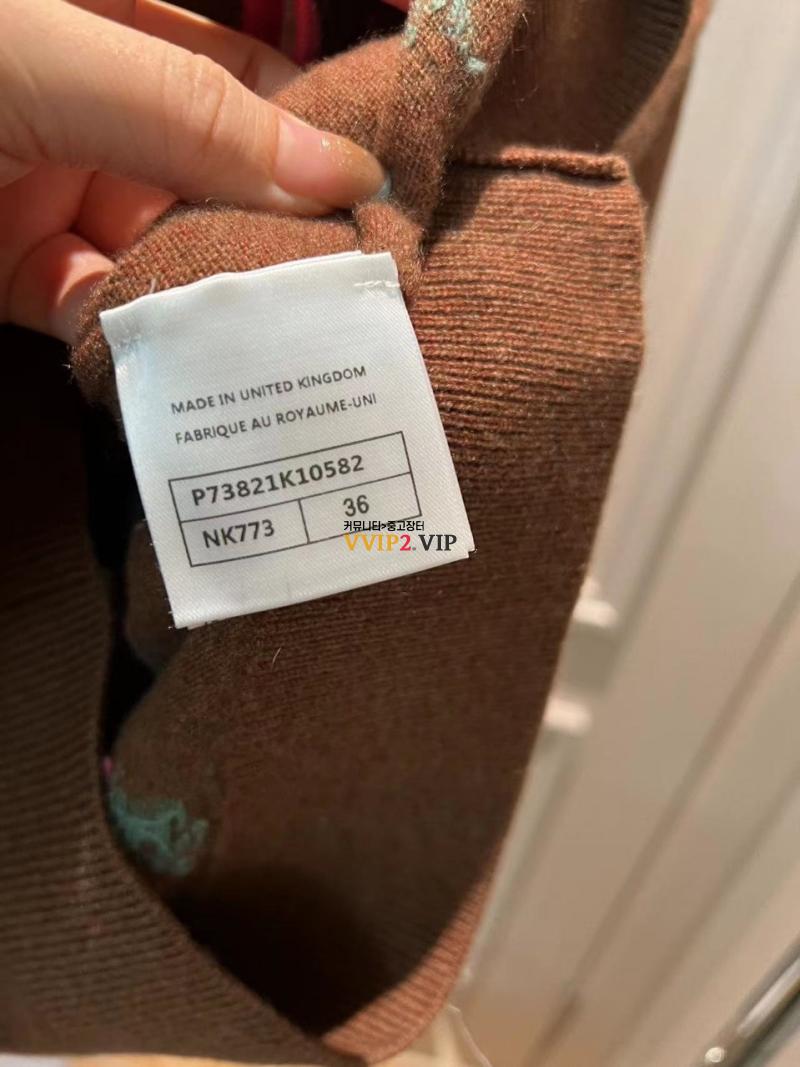 MADE IN UNITED KINGDOM
FABRIQUE AU ROYAUME-UNI
P73821K10582
NK773 36
커뮤니티>중고장터
VVIP2.VIP